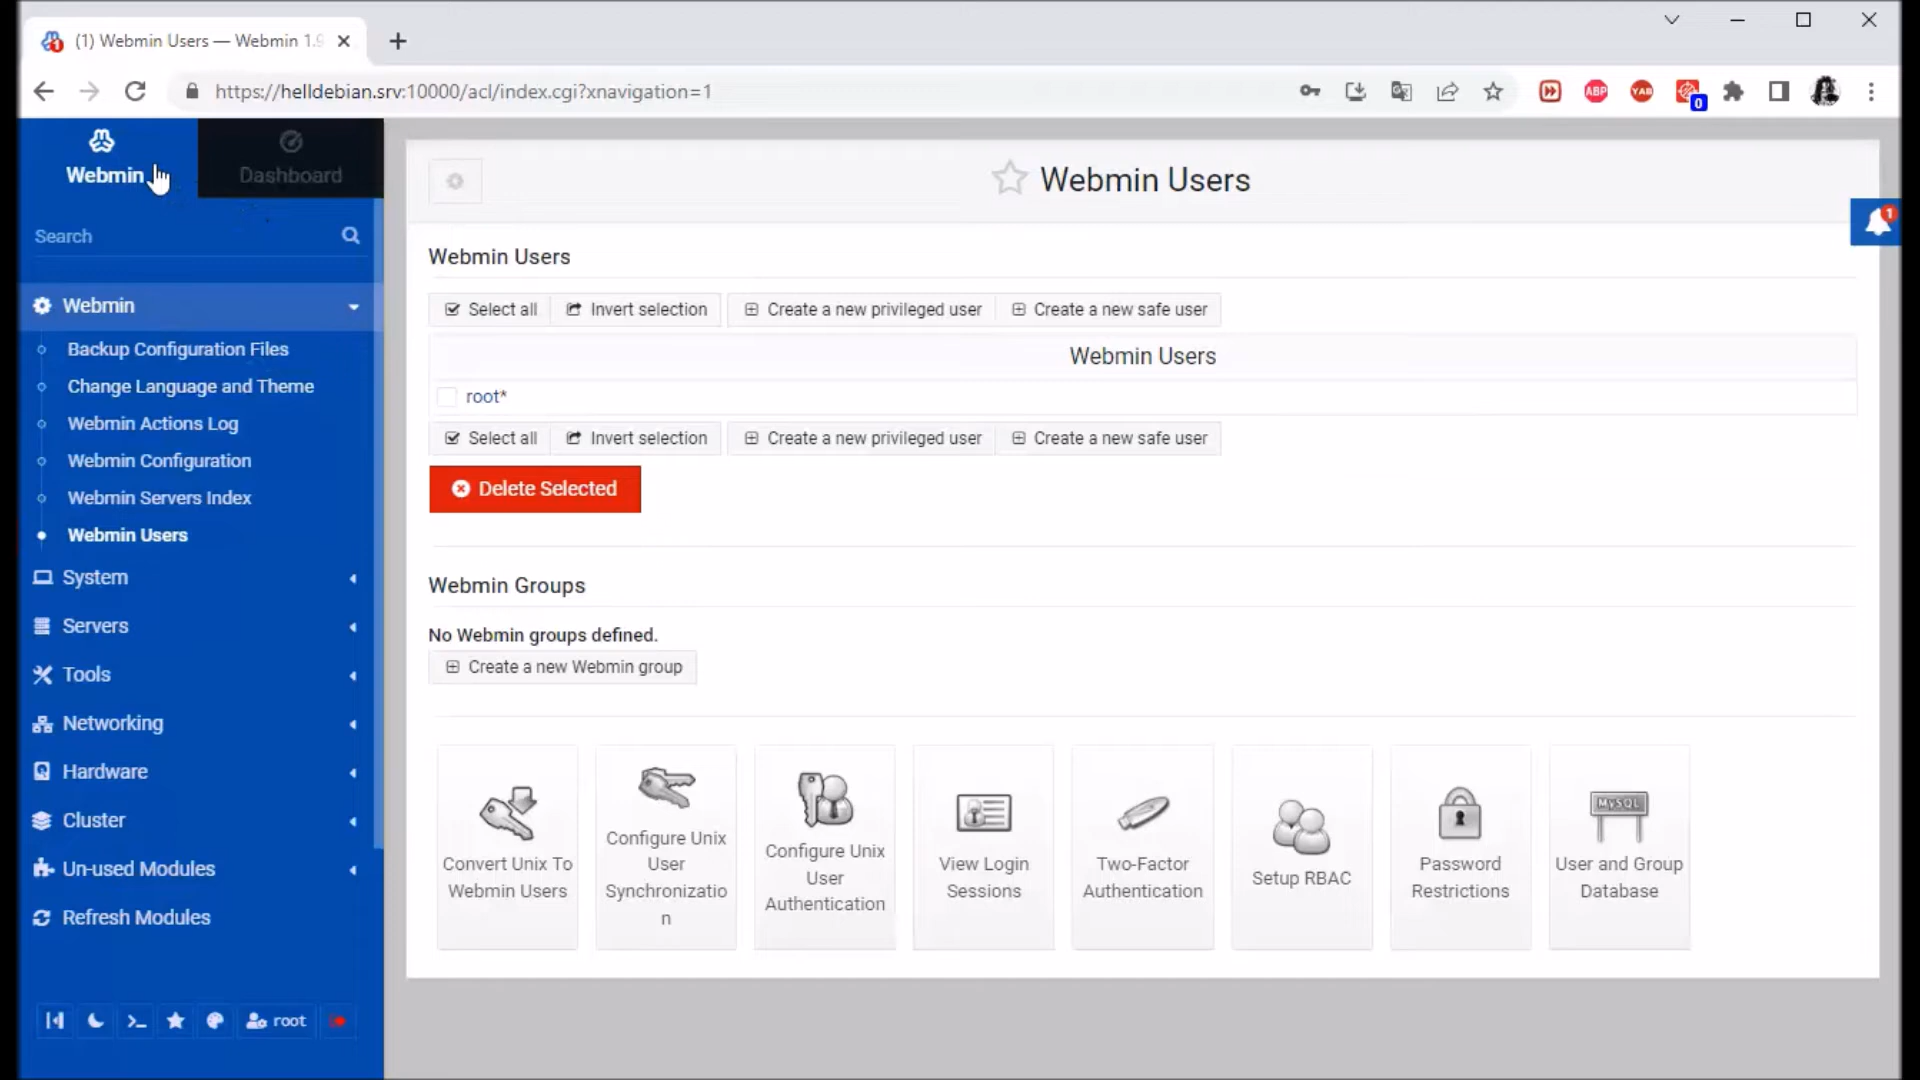 (1) Webmin Users — Webmin 1.9
https://helldebian.srv:10000/acl/index.cgi?xnavigation=1
ABP
YAB
0
Webmin
Dashboard
Search
Webmin
Backup Configuration Files
Change Language and Theme
Webmin Actions Log
Webmin Configuration
Webmin Servers Index
Webmin Users
System
Servers
Tools
Networking
Hardware
Cluster
Un-used Modules
Refresh Modules
root
Webmin Users
1
Webmin Users
Select all
Invert selection
Create a new privileged user
Create a new safe user
Webmin Users
root*
Select all
Invert selection
Create a new privileged user
Create a new safe user
Delete Selected
Webmin Groups
No Webmin groups defined.
Create a new Webmin group
Convert Unix To
Webmin Users
Configure Unix
User
Synchronizatio
n
Configure Unix
User
Authentication
View Login
Sessions
Two-Factor
Authentication
Setup RBAC
Password
Restrictions
MySQL
User and Group
Database